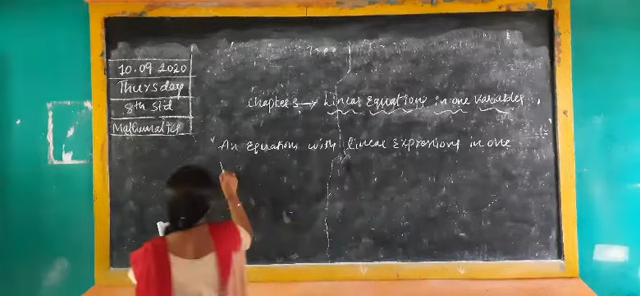 10.09 2020
Thursday
8th std
Mathematics
Chapter 3 → Linear Equations in one variables.
"An Equations with linear Expressions in one